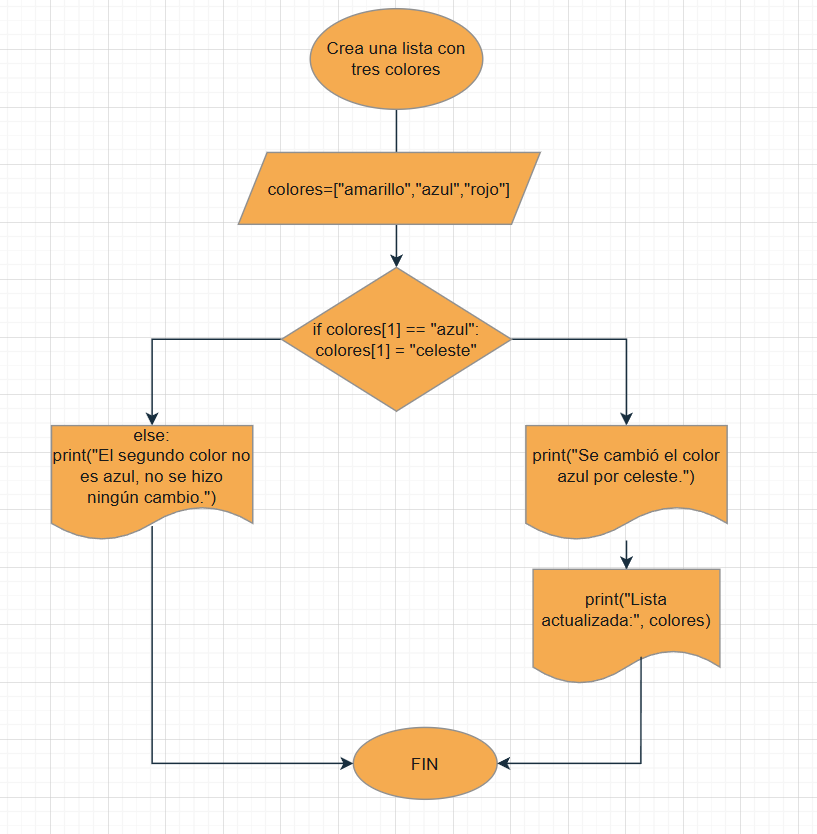 Crea una lista con
tres colores
colores=["amarillo","azul","rojo"]
if colores[1] == "azul":
colores[1] = "celeste"
else:
print("El segundo color no
es azul, no se hizo
ningún cambio.")
print("Se cambió el color
azul por celeste.")
print("Lista
actualizada:", colores)
FIN